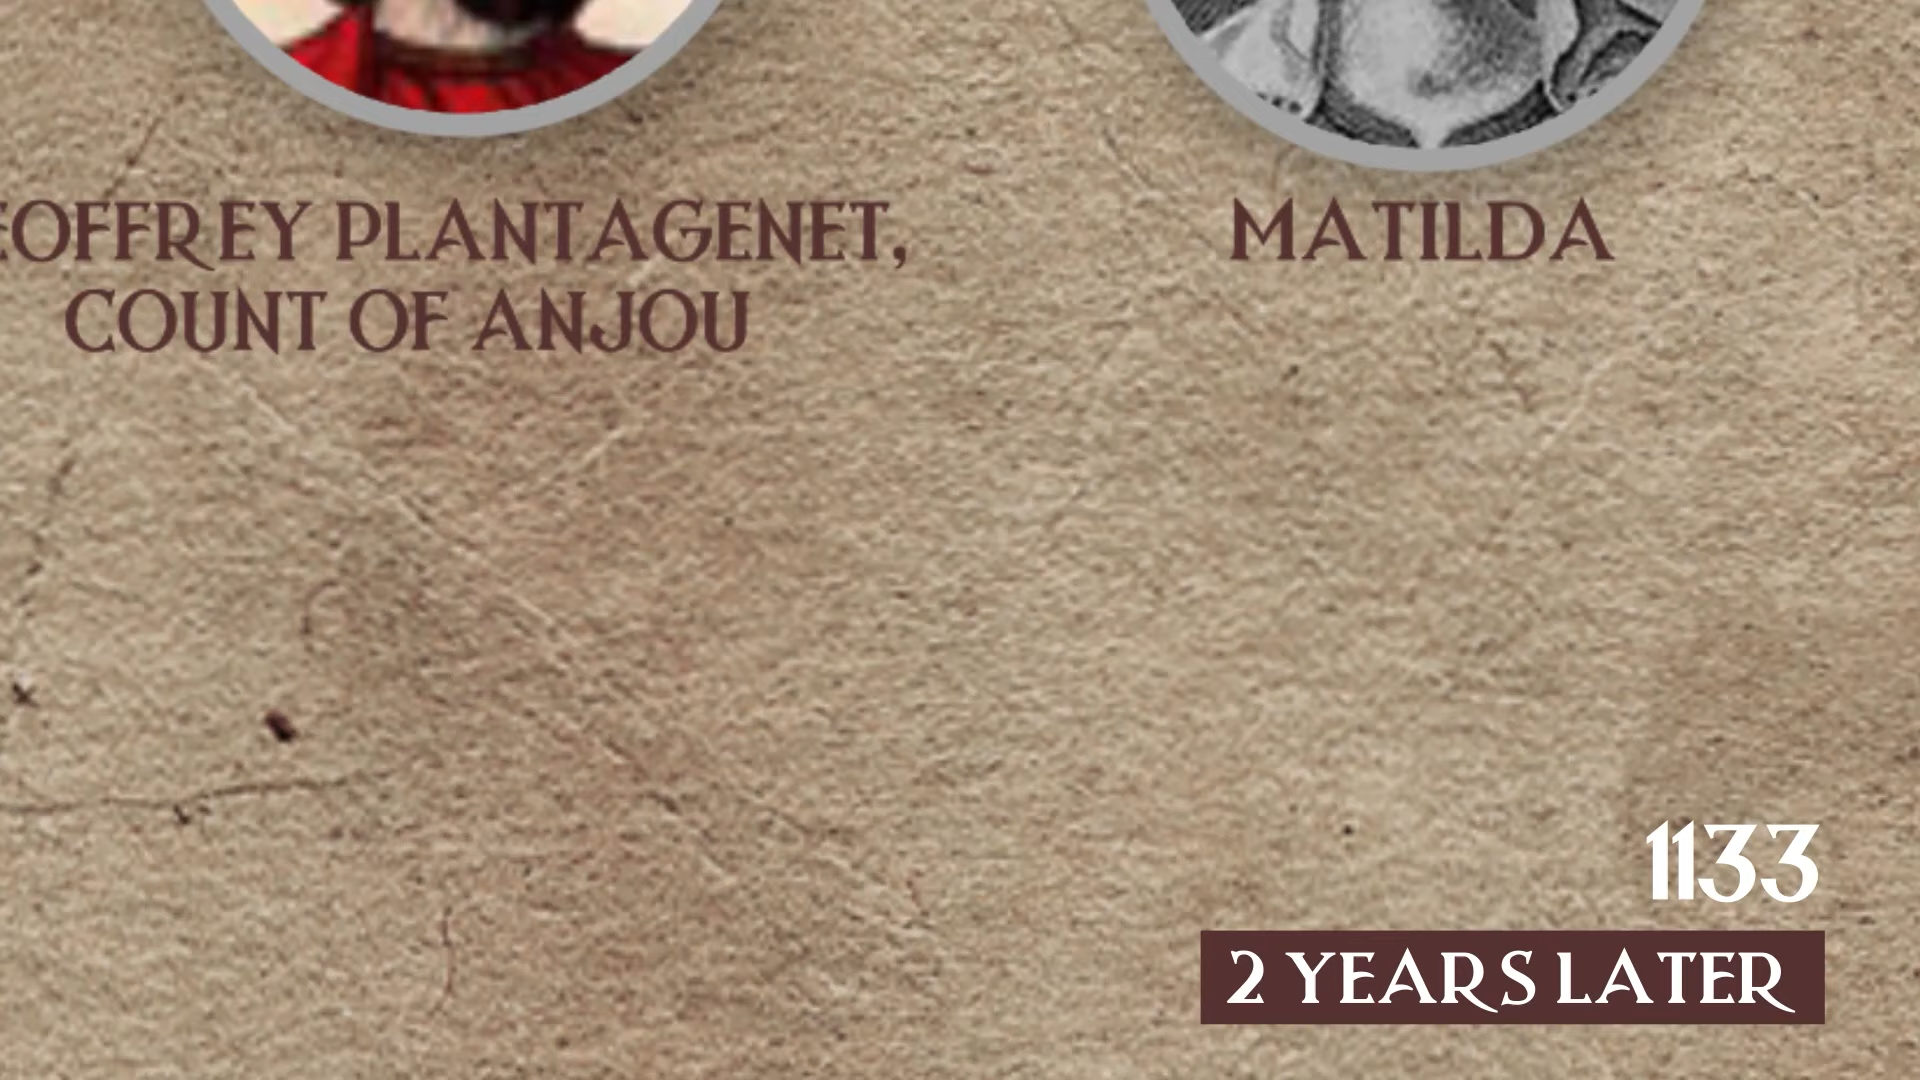 EOFFREY PLANTAGENET,
COUNT OF ANJOU
MATILDA
1133
2 YEARS LATER